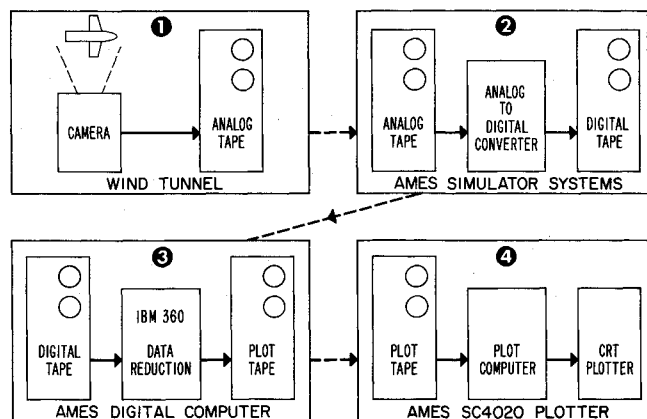 1
CAMERA
ANALOG
TAPE
WIND TUNNEL
2
ANALOG
TAPE
ANALOG
TO
DIGITAL
CONVERTER
DIGITAL
TAPE
AMES SIMULATOR SYSTEMS
3
DIGITAL
TAPE
IBM 360
DATA
REDUCTION
PLOT
TAPE
AMES DIGITAL COMPUTER
4
PLOT
TAPE
PLOT
COMPUTER
CRT
PLOTTER
AMES SC4020 PLOTTER